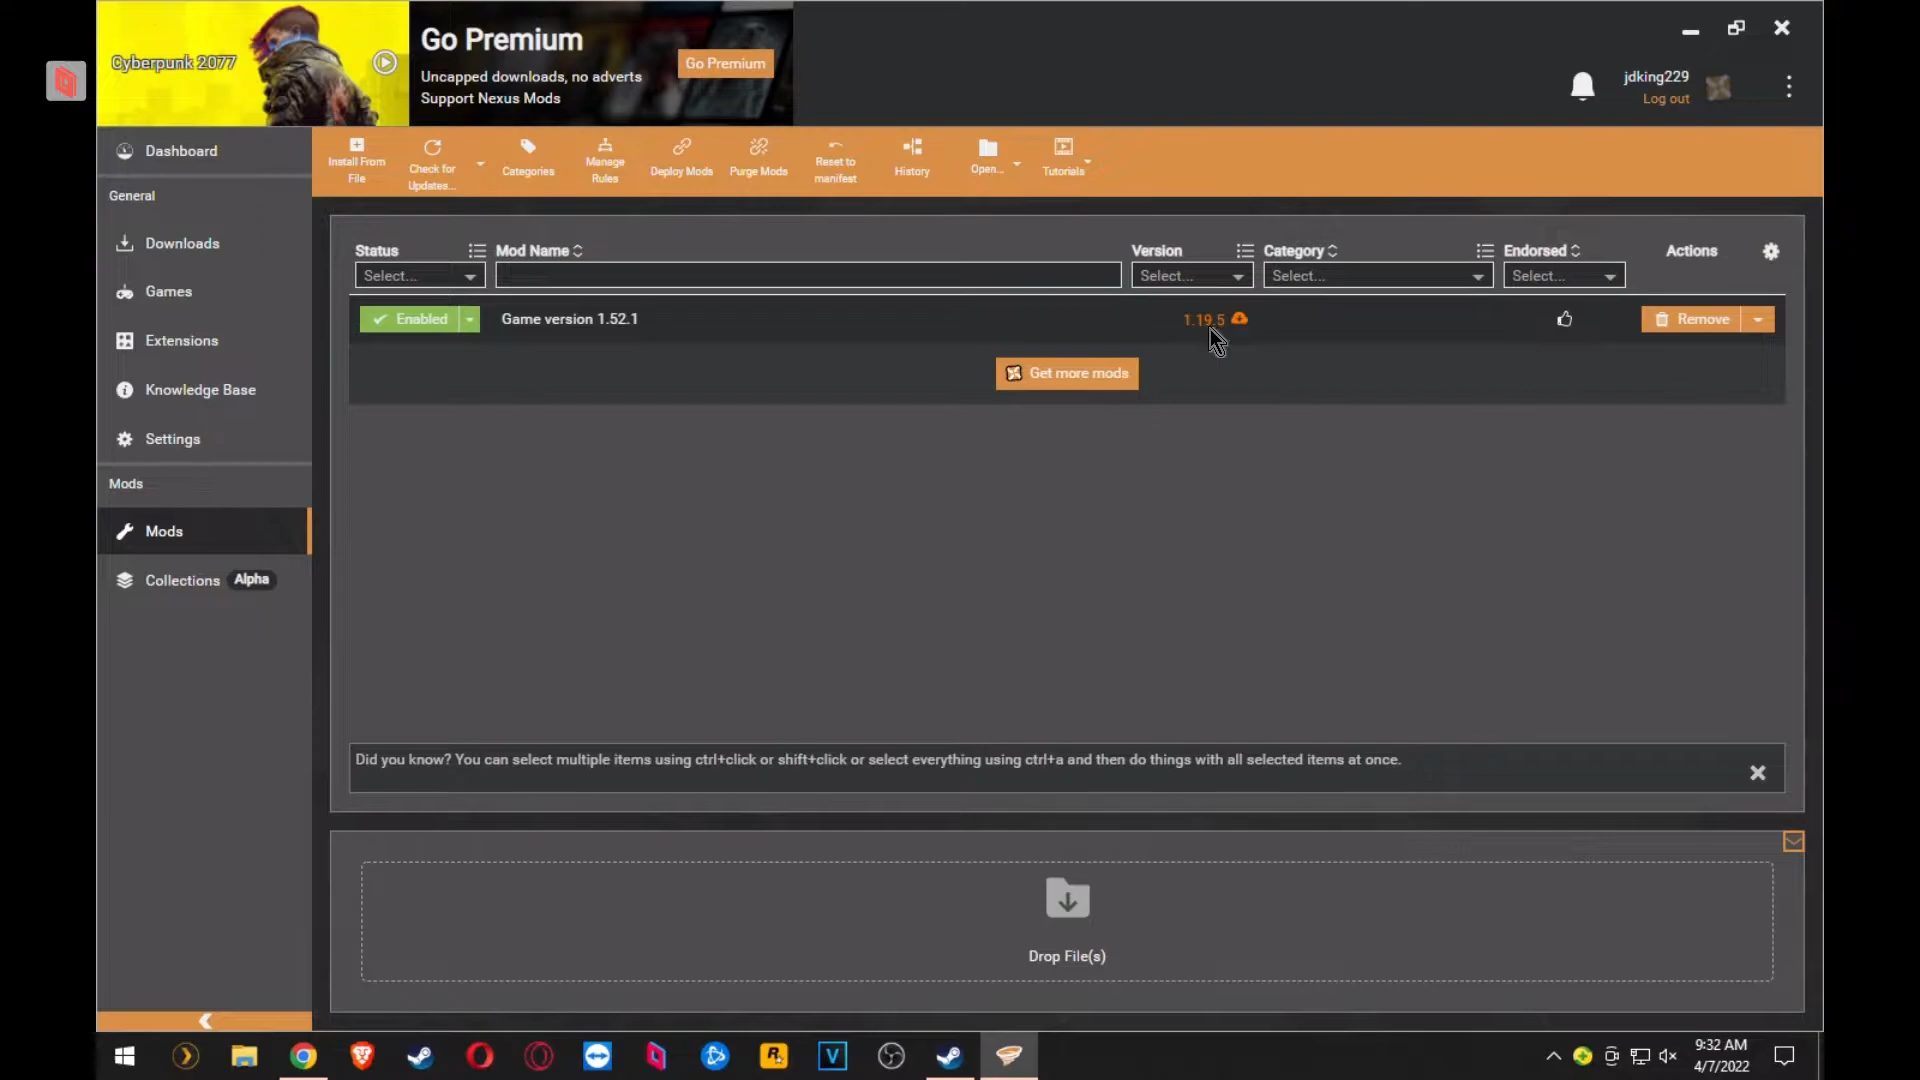 Cyberpunk 2077
Go Premium
Uncapped downloads, no adverts
Support Nexus Mods
Go Premium
jdking229
Log out
Dashboard
General
Downloads
Games
Extensions
Knowledge Base
Settings
Mods
Mods
Collections Alpha
Install From
File
Check for
Updates...
Categories
Manage
Rules
Deploy Mods
Purge Mods
Reset to
manifest
History
Open...
Tutorials
Status Mod Name Version Category Endorsed Actions
Select... Select... Select... Select...
Enabled Game version 1.52.1 1.19.5 Remove
Get more mods
Did you know? You can select multiple items using ctrl+click or shift+click or select everything using ctrl+a and then do things with all selected items at once.
Drop File(s)
R
V
9:32 AM
4/7/2022